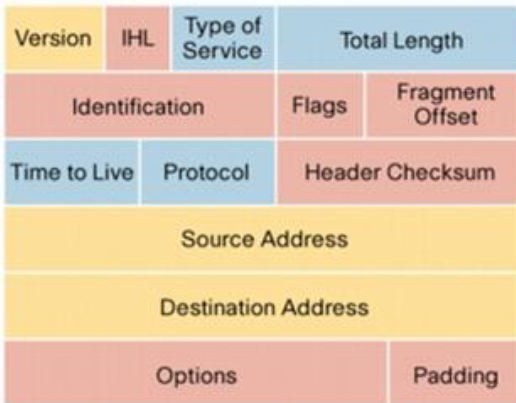 Version IHL Type of Service Total Length
Identification Flags Fragment Offset
Time to Live Protocol Header Checksum
Source Address
Destination Address
Options Padding